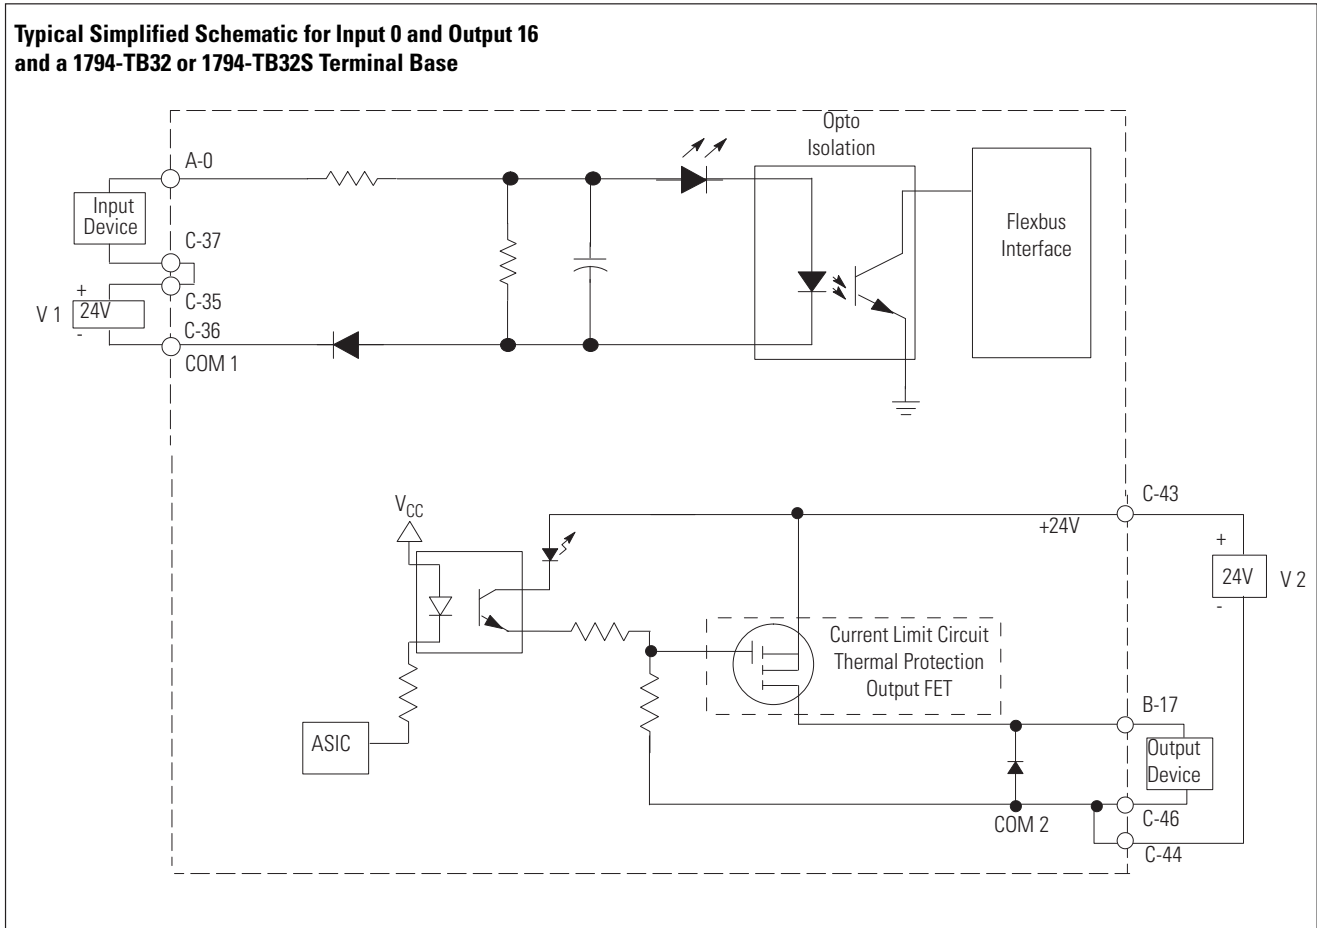 Typical Simplified Schematic for Input 0 and Output 16
and a 1794-TB32 or 1794-TB32S Terminal Base
Opto
Isolation
A-0
Input
Device
C-37
Flexbus
Interface
+
V 1
24V
C-35
-
C-36
COM 1
VCC
C-43
+24V
+
24V
V 2
-
Current Limit Circuit
Thermal Protection
Output FET
B-17
ASIC
Output
Device
COM 2
C-46
C-44